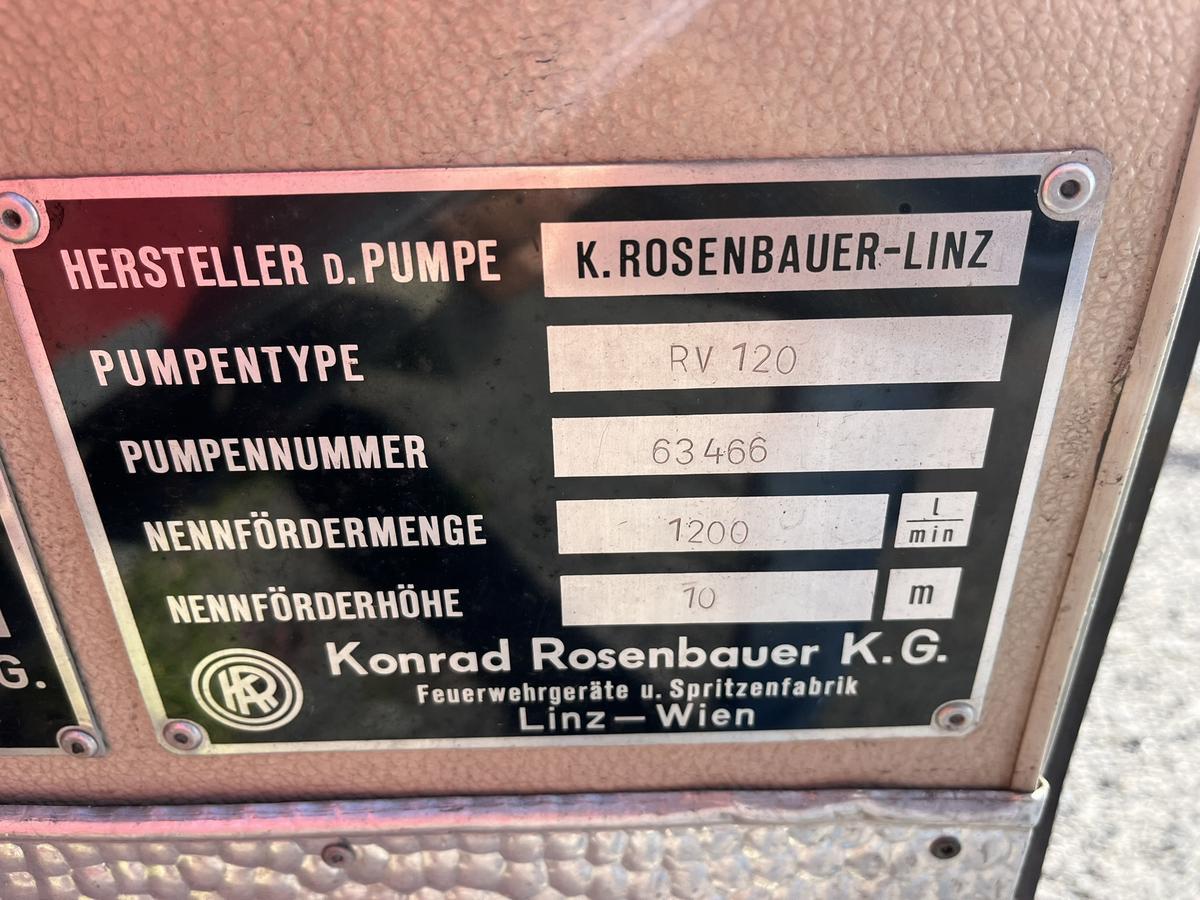 HERSTELLER D. PUMPE K. ROSENBAUER-LINZ
PUMPENTYPE RV 120
PUMPENNUMMER 63466
NENNFÖRDERMENGE 1200 l/min
NENNFÖRDERHÖHE 10 m
KR
Konrad Rosenbauer K.G.
Feuerwehrgeräte u. Spritzenfabrik
Linz — Wien
G.